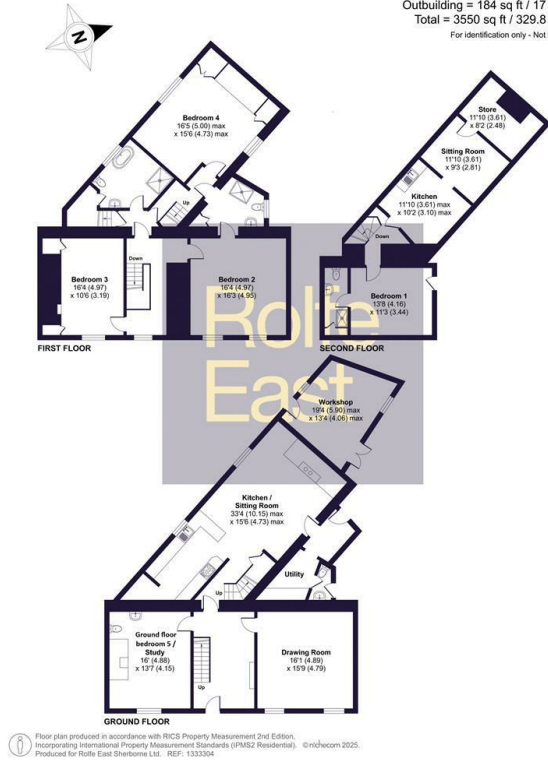 Outbuilding = 184 sq ft / 17
Total = 3550 sq ft / 329.8
For identification only - Not
N
Bedroom 4
16'5 (5.00) max
x 15'6 (4.73) max
Up
Bedroom 3
16'4 (4.97)
x 10'6 (3.19)
Down
Bedroom 2
16'4 (4.97)
x 16'3 (4.95)
FIRST FLOOR
Store
11'10 (3.61)
x 8'2 (2.48)
Sitting Room
11'10 (3.61)
x 9'3 (2.81)
Kitchen
11'10 (3.61) max
x 10'2 (3.10) max
Down
Bedroom 1
13'8 (4.16)
x 11'3 (3.44)
SECOND FLOOR
Rolfe
East
Workshop
19'4 (5.90) max
x 13'4 (4.06) max
Kitchen /
Sitting Room
33'4 (10.15) max
x 15'6 (4.73) max
Utility
Up
Ground floor
bedroom 5 /
Study
16' (4.88)
x 13'7 (4.15)
Up
Drawing Room
16'1 (4.89)
x 15'9 (4.79)
GROUND FLOOR
Floor plan produced in accordance with RICS Property Measurement 2nd Edition,
Incorporating International Property Measurement Standards (IPMS2 Residential). © nichecom 2025.
Produced for Rolfe East Sherborne Ltd. REF: 1333304